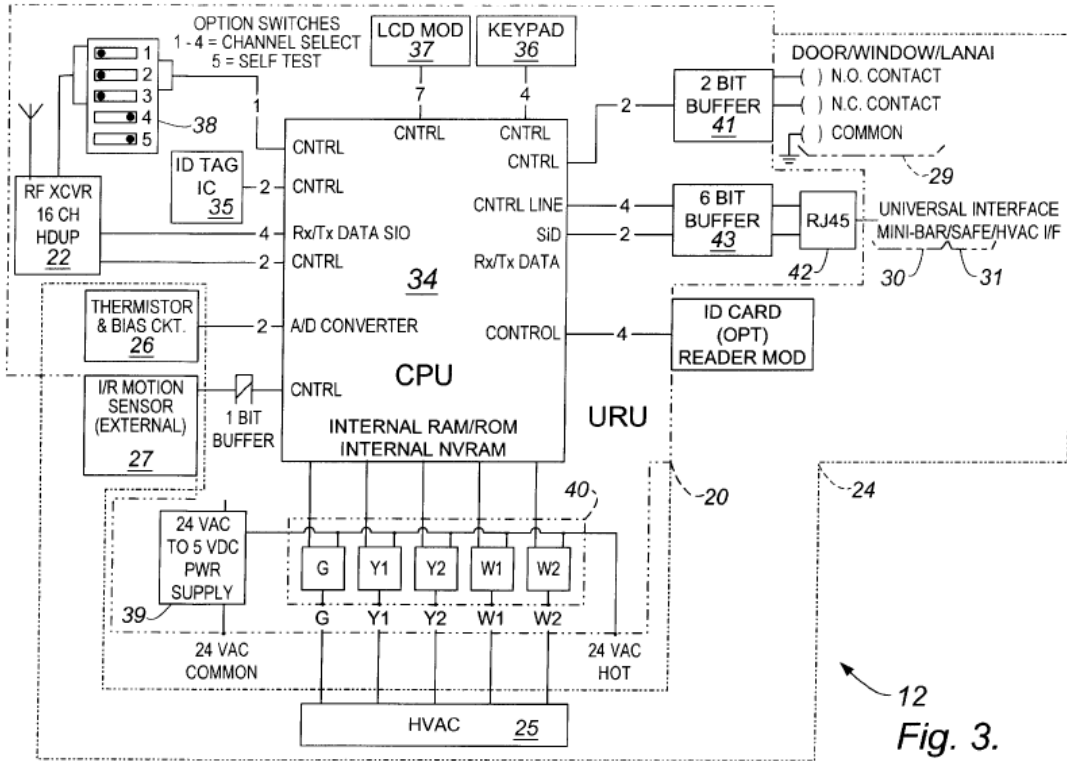 OPTION SWITCHES
1 - 4 = CHANNEL SELECT
5 = SELF TEST
1
2
3
4
5
38
1
LCD MOD
37
7
KEYPAD
36
4
DOOR/WINDOW/LANAI
N.O. CONTACT
N.C. CONTACT
COMMON
29
2 BIT
BUFFER
41
2
CNTRL
CNTRL
CNTRL
CNTRL
ID TAG
IC
35
2
CNTRL
RF XCVR
16 CH
HDUP
22
4
Rx/Tx DATA SIO
2
CNTRL
CNTRL LINE
4
SiD
2
Rx/Tx DATA
6 BIT
BUFFER
43
RJ45
42
UNIVERSAL INTERFACE
MINI-BAR/SAFE/HVAC I/F
30
31
34
THERMISTOR
& BIAS CKT.
26
2
A/D CONVERTER
CONTROL
4
ID CARD
(OPT)
READER MOD
I/R MOTION
SENSOR
(EXTERNAL)
27
1 BIT
BUFFER
CNTRL
CPU
INTERNAL RAM/ROM
INTERNAL NVRAM
URU
20
24
40
24 VAC
TO 5 VDC
PWR
SUPPLY
39
G
Y1
Y2
W1
W2
G
Y1
Y2
W1
W2
24 VAC
COMMON
24 VAC
HOT
HVAC
25
12
Fig. 3.